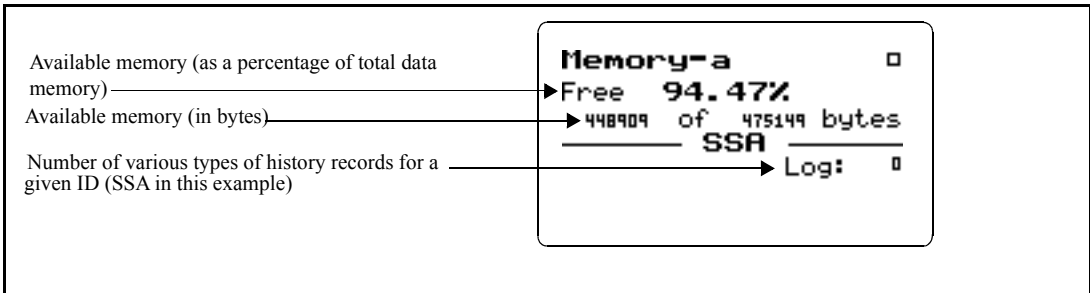 Available memory (as a percentage of total data
memory)
Available memory (in bytes)
Number of various types of history records for a
given ID (SSA in this example)
Memory-a
Free 94.47%
448909 of 475149 bytes
SSA
Log: 0